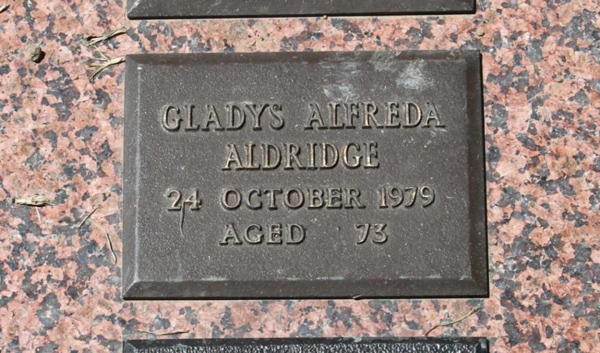 GLADYS ALFREDA
ALDRIDGE
24 OCTOBER 1979
AGED 73